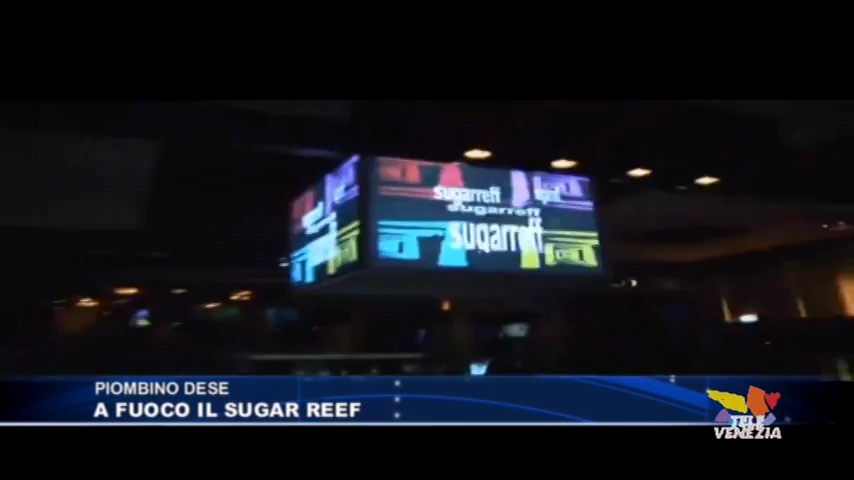 sugarreff
sugarreff
sugarreff
PIOMBINO DESE
A FUOCO IL SUGAR REEF
TELE
VENEZIA